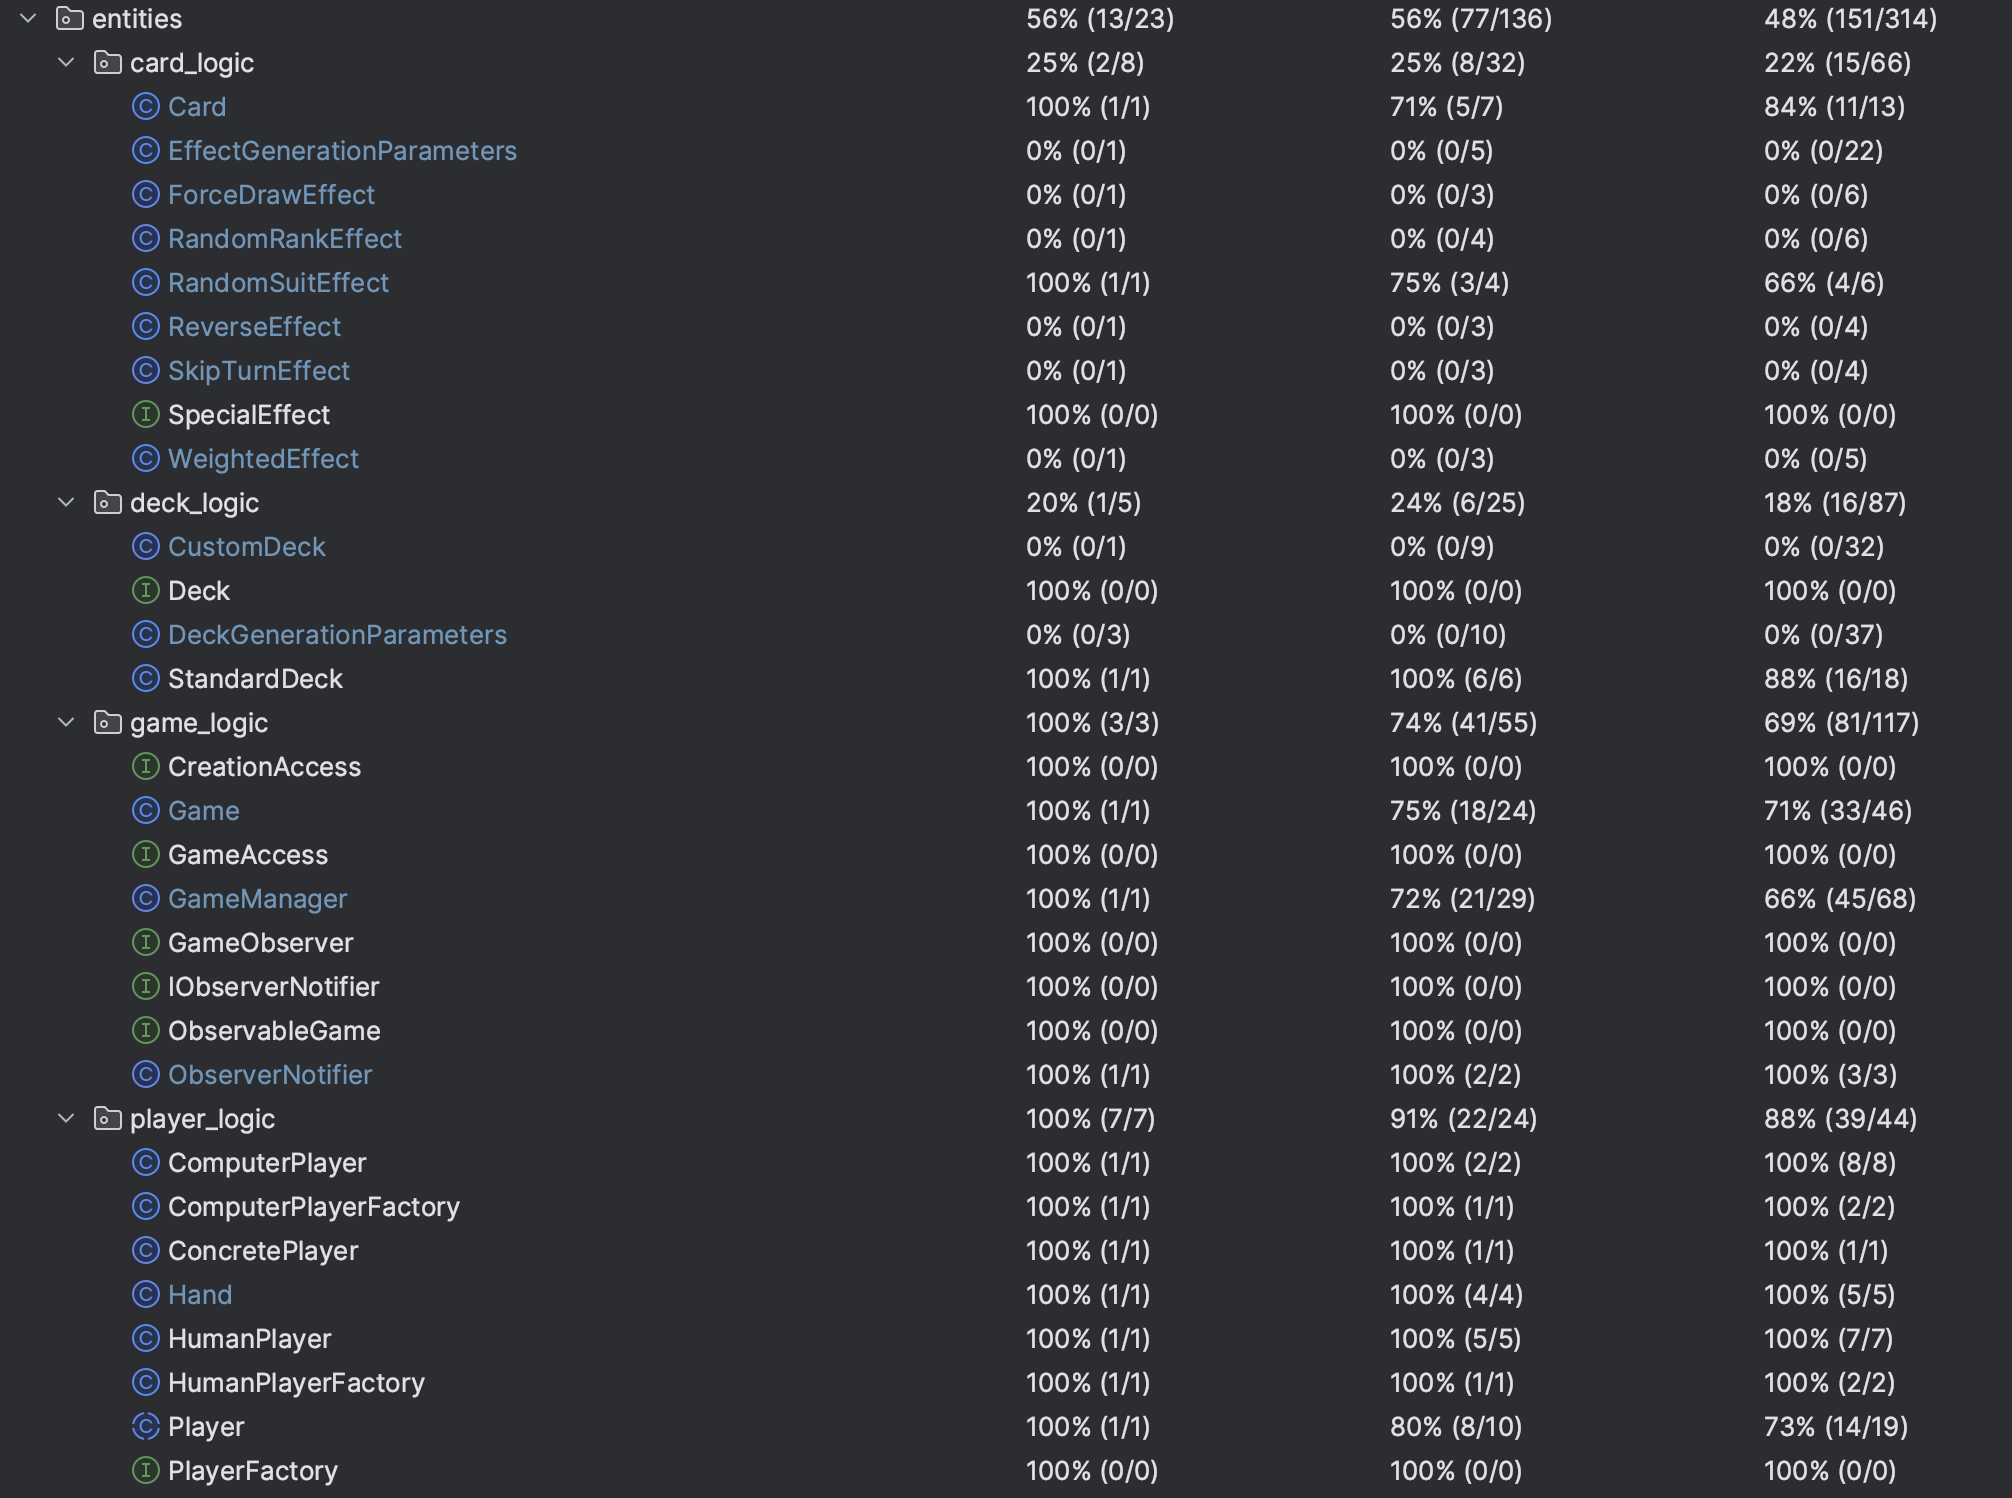 entities 56% (13/23) 56% (77/136) 48% (151/314)
card_logic 25% (2/8) 25% (8/32) 22% (15/66)
Card 100% (1/1) 71% (5/7) 84% (11/13)
EffectGenerationParameters 0% (0/1) 0% (0/5) 0% (0/22)
ForceDrawEffect 0% (0/1) 0% (0/3) 0% (0/6)
RandomRankEffect 0% (0/1) 0% (0/4) 0% (0/6)
RandomSuitEffect 100% (1/1) 75% (3/4) 66% (4/6)
ReverseEffect 0% (0/1) 0% (0/3) 0% (0/4)
SkipTurnEffect 0% (0/1) 0% (0/3) 0% (0/4)
SpecialEffect 100% (0/0) 100% (0/0) 100% (0/0)
WeightedEffect 0% (0/1) 0% (0/3) 0% (0/5)
deck_logic 20% (1/5) 24% (6/25) 18% (16/87)
CustomDeck 0% (0/1) 0% (0/9) 0% (0/32)
Deck 100% (0/0) 100% (0/0) 100% (0/0)
DeckGenerationParameters 0% (0/3) 0% (0/10) 0% (0/37)
StandardDeck 100% (1/1) 100% (6/6) 88% (16/18)
game_logic 100% (3/3) 74% (41/55) 69% (81/117)
CreationAccess 100% (0/0) 100% (0/0) 100% (0/0)
Game 100% (1/1) 75% (18/24) 71% (33/46)
GameAccess 100% (0/0) 100% (0/0) 100% (0/0)
GameManager 100% (1/1) 72% (21/29) 66% (45/68)
GameObserver 100% (0/0) 100% (0/0) 100% (0/0)
IObserverNotifier 100% (0/0) 100% (0/0) 100% (0/0)
ObservableGame 100% (0/0) 100% (0/0) 100% (0/0)
ObserverNotifier 100% (1/1) 100% (2/2) 100% (3/3)
player_logic 100% (7/7) 91% (22/24) 88% (39/44)
ComputerPlayer 100% (1/1) 100% (2/2) 100% (8/8)
ComputerPlayerFactory 100% (1/1) 100% (1/1) 100% (2/2)
ConcretePlayer 100% (1/1) 100% (1/1) 100% (1/1)
Hand 100% (1/1) 100% (4/4) 100% (5/5)
HumanPlayer 100% (1/1) 100% (5/5) 100% (7/7)
HumanPlayerFactory 100% (1/1) 100% (1/1) 100% (2/2)
Player 100% (1/1) 80% (8/10) 73% (14/19)
PlayerFactory 100% (0/0) 100% (0/0) 100% (0/0)